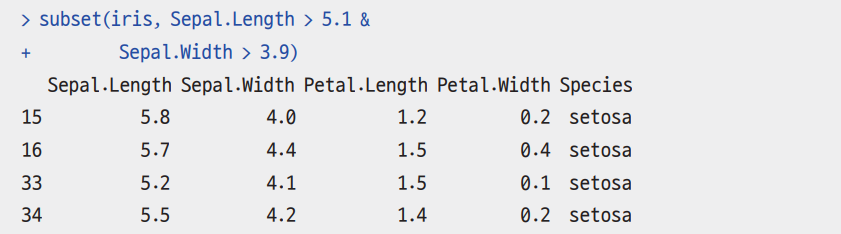 > subset(iris, Sepal.Length > 5.1 &
+        Sepal.Width > 3.9)
   Sepal.Length Sepal.Width Petal.Length Petal.Width Species
15          5.8         4.0          1.2         0.2  setosa
16          5.7         4.4          1.5         0.4  setosa
33          5.2         4.1          1.5         0.1  setosa
34          5.5         4.2          1.4         0.2  setosa